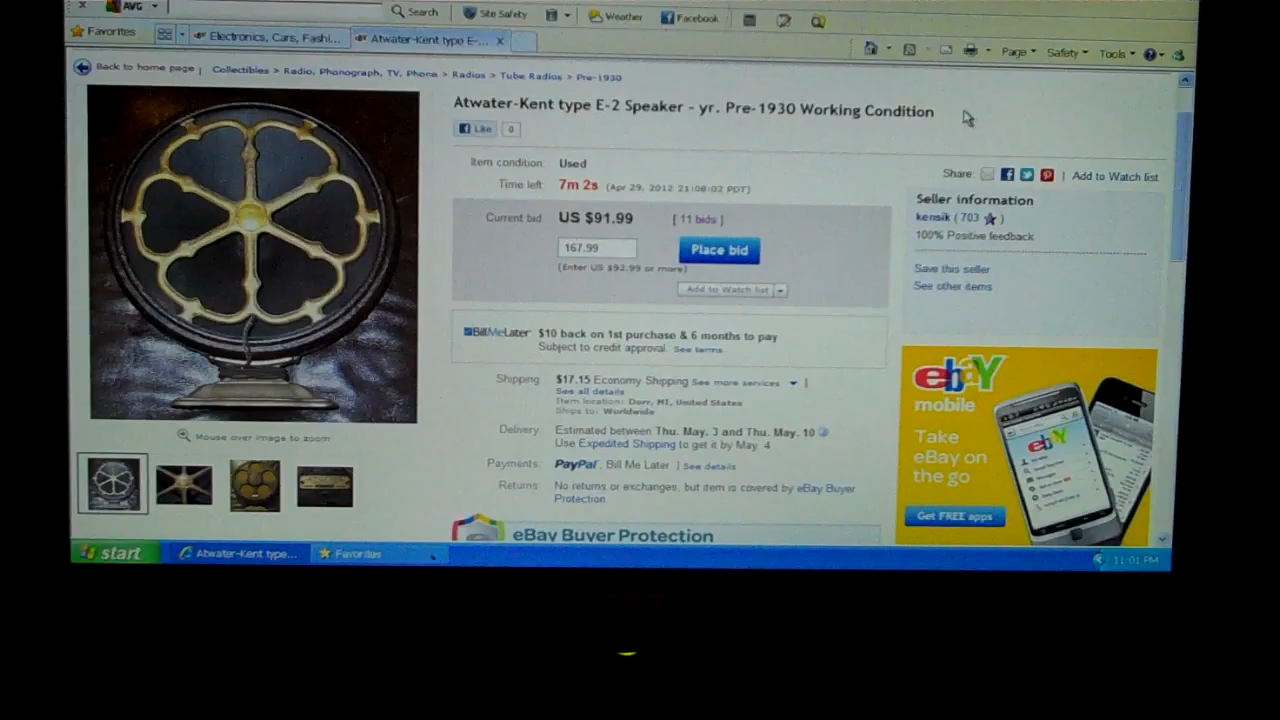 AVG
Search
Site Safety
Weather
Facebook
Favorites
Electronics, Cars, Fashi...
Atwater-Kent type E-...
X
Page
Safety
Tools
Back to home page | Collectibles > Radio, Phonograph, TV, Phone > Radios > Tube Radios > Pre-1930
Atwater-Kent type E-2 Speaker - yr. Pre-1930 Working Condition
Like 0
Item condition: Used
Time left: 7m 2s (Apr 29, 2012 21:08:02 PDT)
Current bid: US $91.99 [ 11 bids ]
167.99
Place bid
(Enter US $92.99 or more)
Add to Watch list
BillMeLater $10 back on 1st purchase & 6 months to pay
Subject to credit approval. See terms
Shipping: $17.15 Economy Shipping See more services |
See all details
Item location: Dorr, MI, United States
Ships to: Worldwide
Delivery: Estimated between Thu. May. 3 and Thu. May. 10
Use Expedited Shipping to get it by May 4
Payments: PayPal, Bill Me Later | See details
Returns: No returns or exchanges, but item is covered by eBay Buyer
Protection
eBay Buyer Protection
Mouse over image to zoom
Share: | Add to Watch list
Seller information
kensik ( 703 )
100% Positive feedback
Save this seller
See other items
ebay
mobile
Take
eBay on
the go
Get FREE apps
ebay
start
Atwater-Kent type...
Favorites
11:01 PM